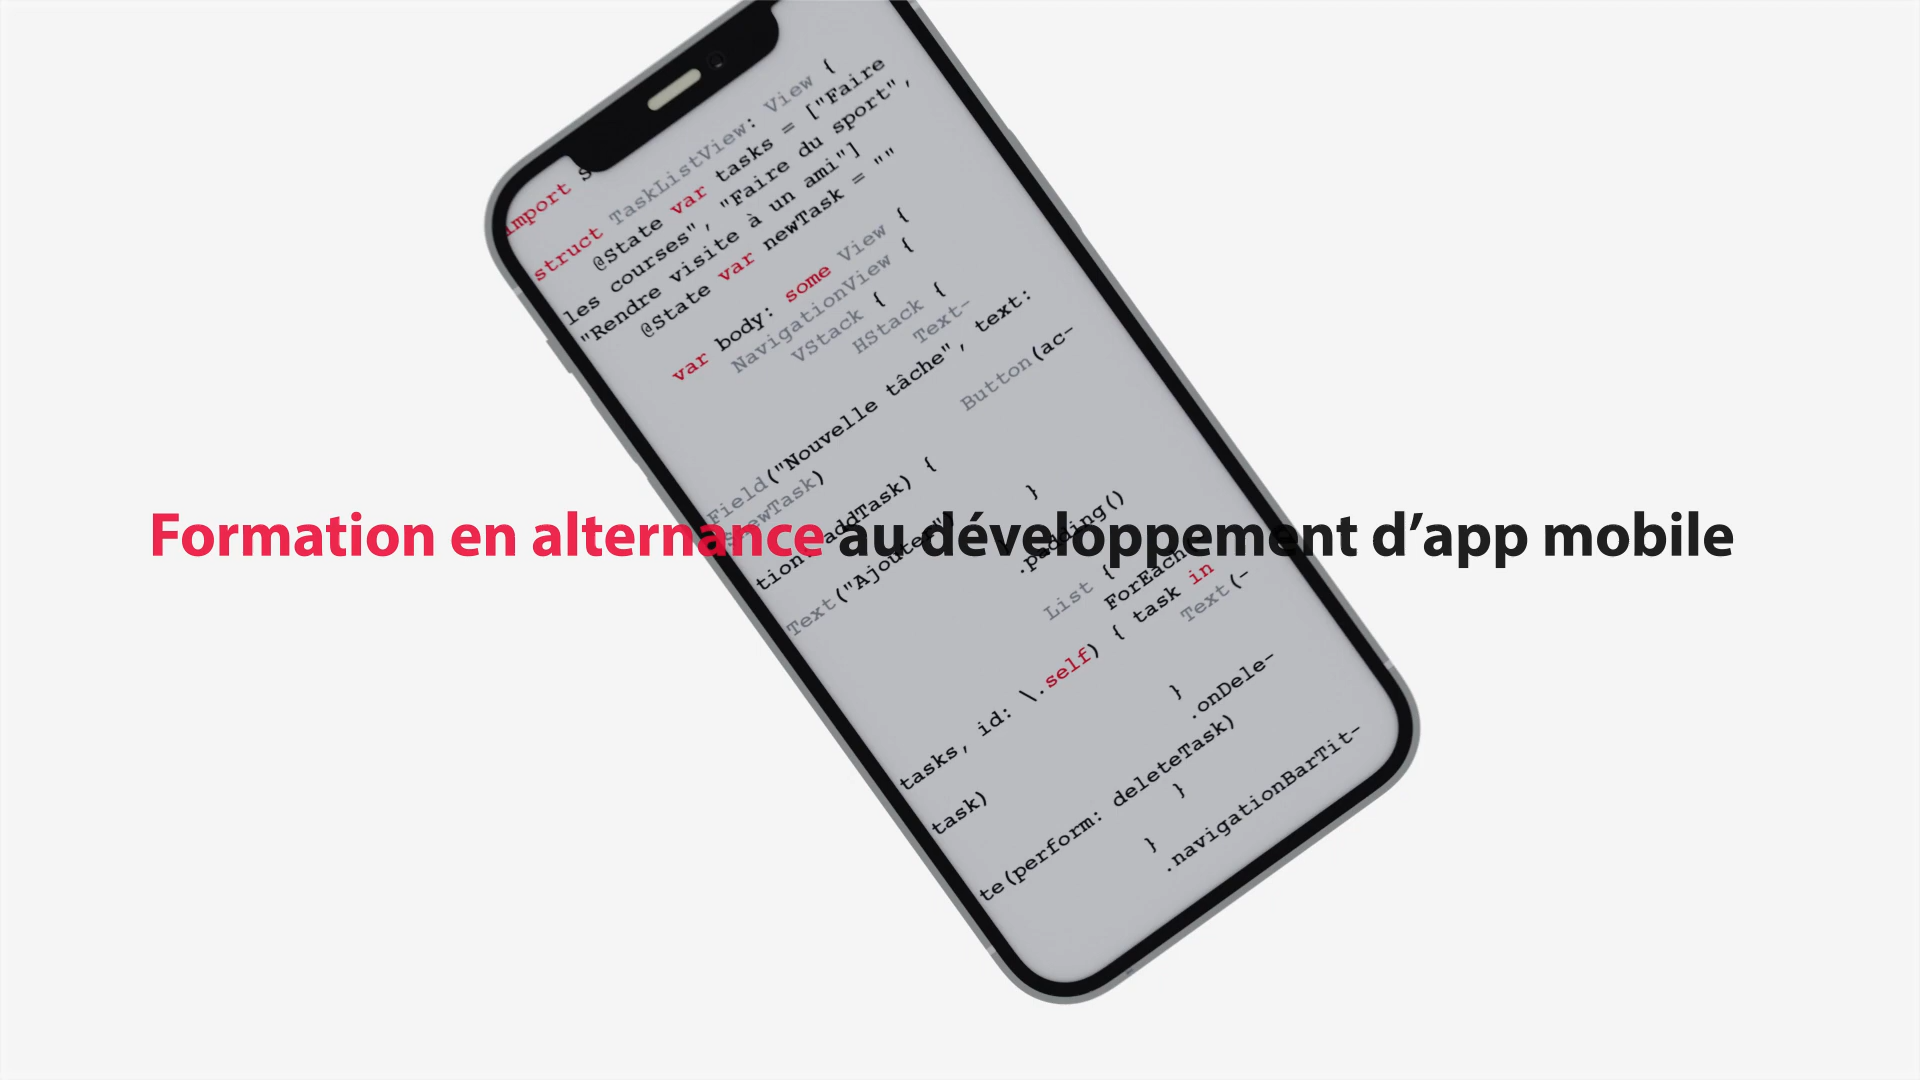 import
struct TaskListView: View {
@State var tasks = ["Faire
les courses", "Faire du sport",
"Rendre visite à un ami"]
@State var newTask = ""
var body: some View {
NavigationView {
VStack {
HStack {
Text-
Field("Nouvelle tâche", text:
$newTask)
Button(ac-
tion: addTask) {
Text("Ajouter")
}
}
.padding()
List {
ForEach
tasks, id: \.self) { task in
Text(-
task)
}
.onDele-
te(perform: deleteTask)
}
}
.navigationBarTit-
Formation en alternance au développement d’app mobile